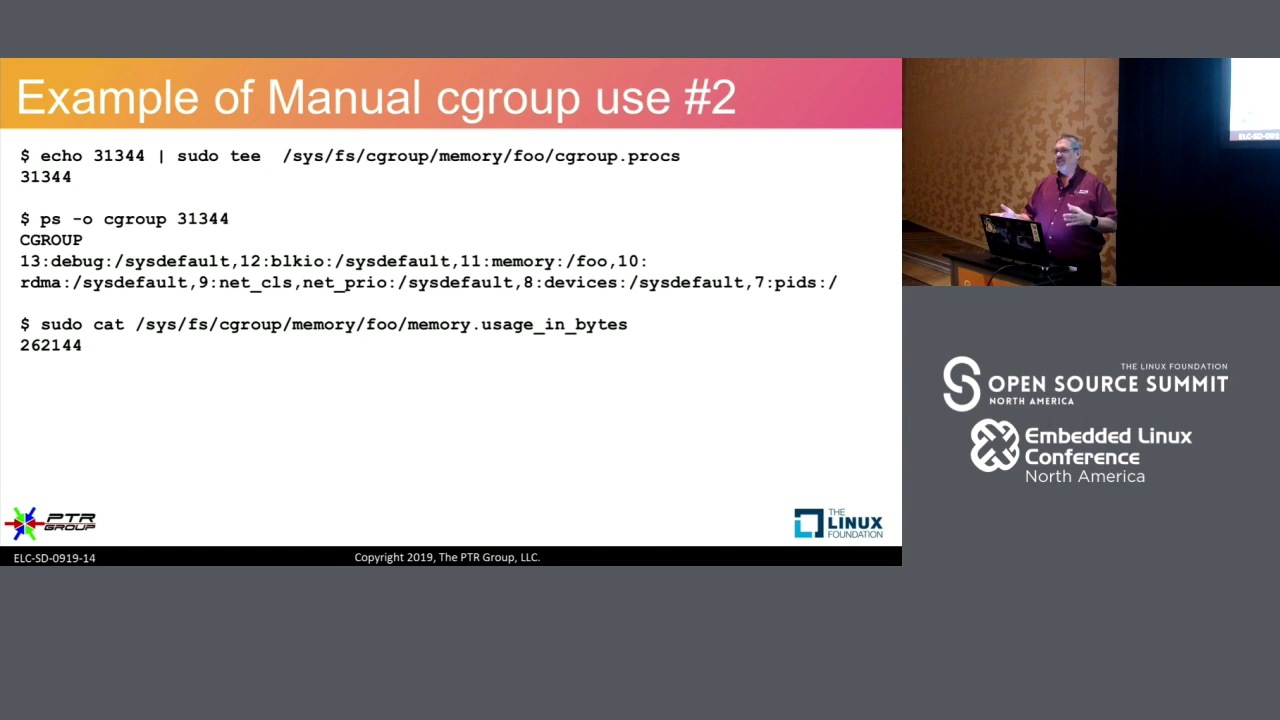 Example of Manual cgroup use #2
$ echo 31344 | sudo tee  /sys/fs/cgroup/memory/foo/cgroup.procs
31344
$ ps -o cgroup 31344
CGROUP
13:debug:/sysdefault,12:blkio:/sysdefault,11:memory:/foo,10:
rdma:/sysdefault,9:net_cls,net_prio:/sysdefault,8:devices:/sysdefault,7:pids:/
$ sudo cat /sys/fs/cgroup/memory/foo/memory.usage_in_bytes
262144
PTR
GROUP
THE
LINUX
FOUNDATION
ELC-SD-0919-14
Copyright 2019, The PTR Group, LLC.
ELC-SD-0919
THE LINUX FOUNDATION
OPEN SOURCE SUMMIT
NORTH AMERICA
Embedded Linux
Conference
North America